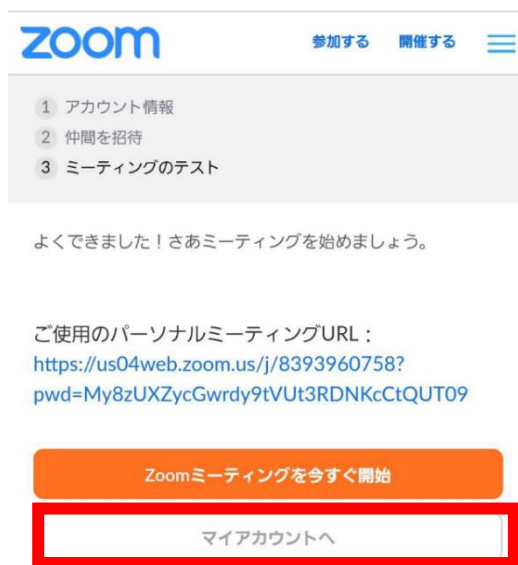 zoom 参加する 開催する
1 アカウント情報
2 仲間を招待
3 ミーティングのテスト
よくできました！さあミーティングを始めましょう。
ご使用のパーソナルミーティングURL：
https://us04web.zoom.us/j/8393960758?
pwd=My8zUXZycGwrdy9tVUt3RDNKcCtQUT09
Zoomミーティングを今すぐ開始
マイアカウントへ